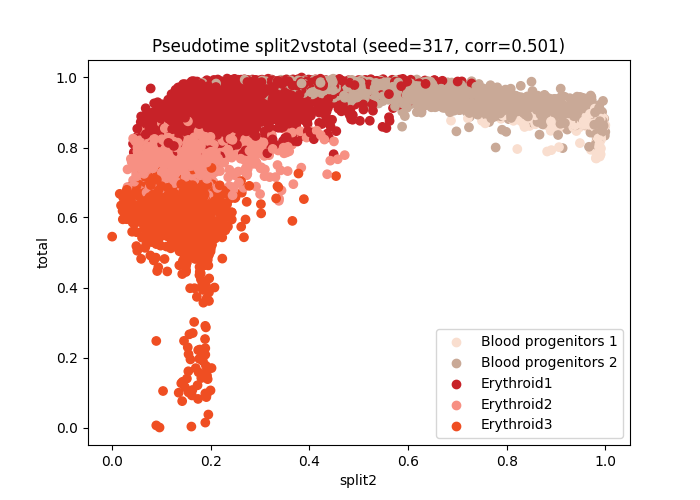 Pseudotime split2vstotal (seed=317, corr=0.501)
1.0
0.8
0.6
0.4
0.2
0.0
total
0.0 0.2 0.4 0.6 0.8 1.0
split2
Blood progenitors 1
Blood progenitors 2
Erythroid1
Erythroid2
Erythroid3